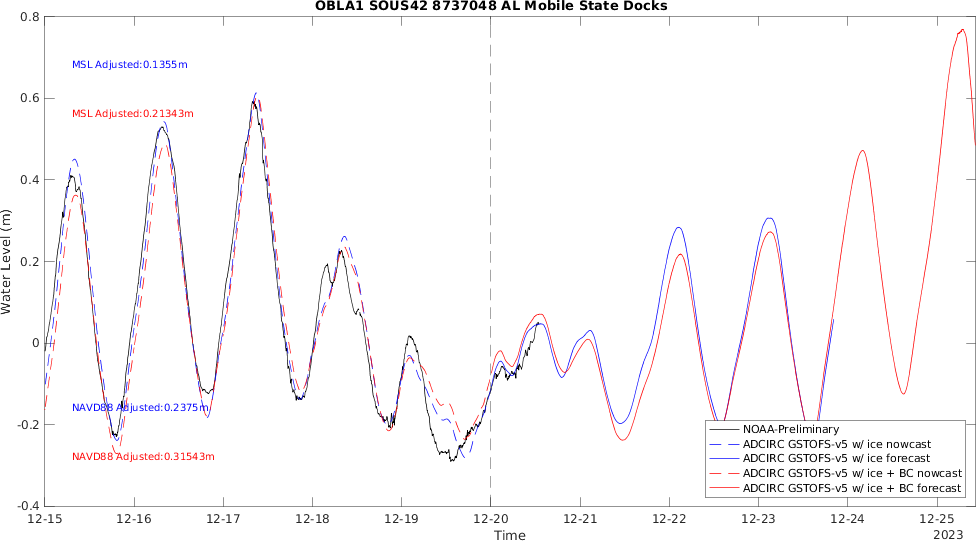 OBLA1 SOUS42 8737048 AL Mobile State Docks
0.8
0.6
0.4
0.2
0
-0.2
-0.4
Water Level (m)
MSL Adjusted:0.1355m
MSL Adjusted:0.21343m
NAVD88 Adjusted:0.2375m
NAVD88 Adjusted:0.31543m
NOAA-Preliminary
ADCIRC GSTOFS-v5 w/ ice nowcast
ADCIRC GSTOFS-v5 w/ ice forecast
ADCIRC GSTOFS-v5 w/ ice + BC nowcast
ADCIRC GSTOFS-v5 w/ ice + BC forecast
12-15 12-16 12-17 12-18 12-19 12-20 12-21 12-22 12-23 12-24 12-25
Time
2023